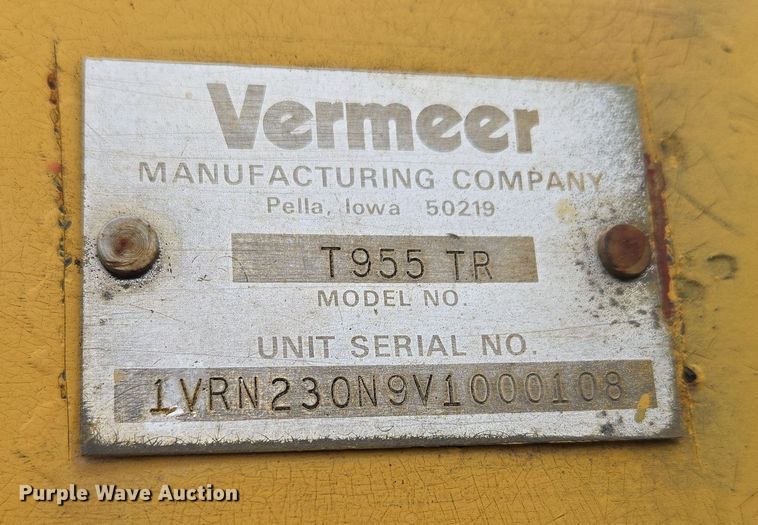 Vermeer
MANUFACTURING COMPANY
Pella, Iowa 50219
T955 TR
MODEL NO.
UNIT SERIAL NO.
1VRN230N9V1000108
Purple Wave Auction